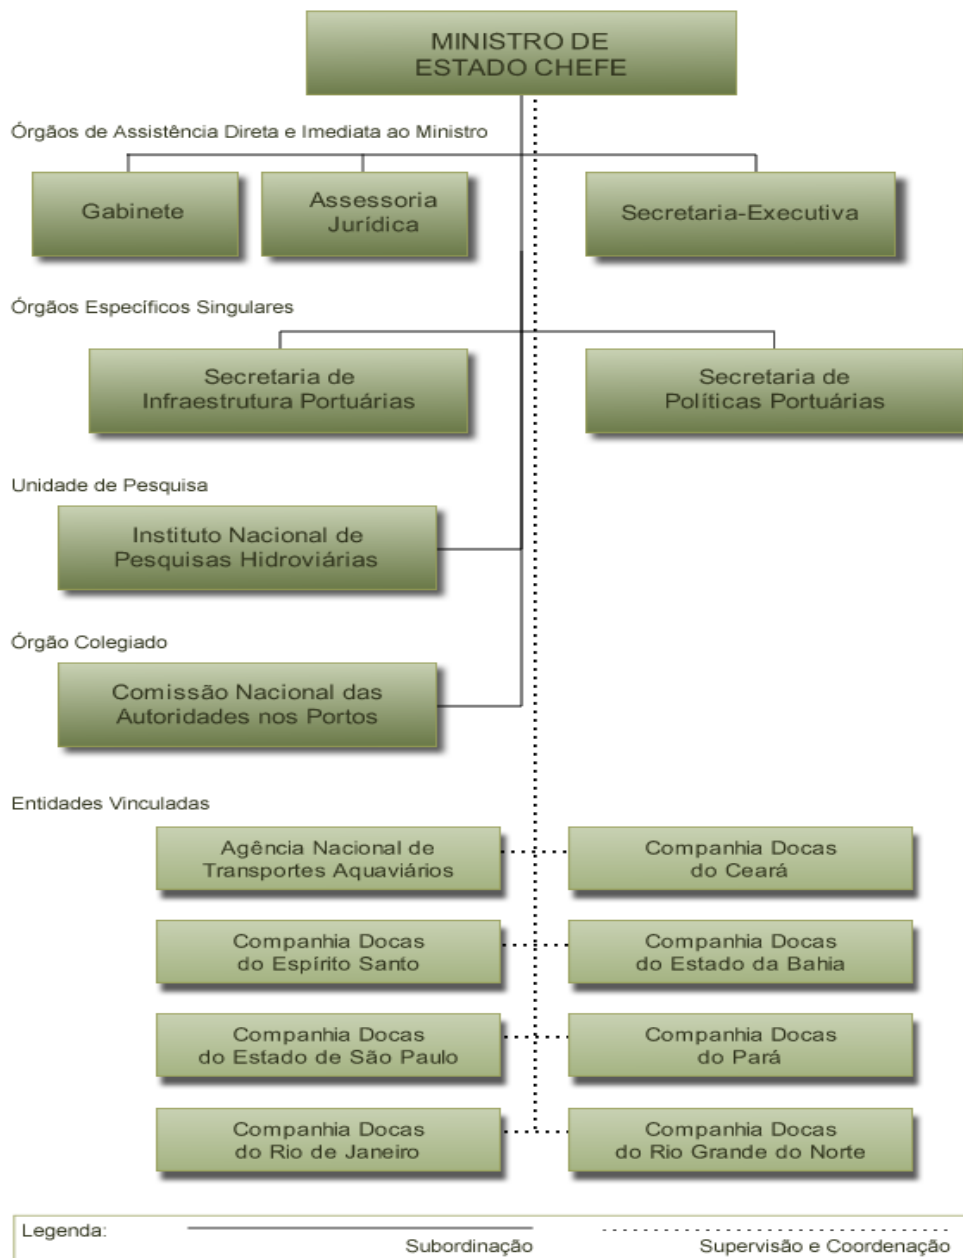 MINISTRO DE
ESTADO CHEFE
Órgãos de Assistência Direta e Imediata ao Ministro
Gabinete
Assessoria
Jurídica
Secretaria-Executiva
Órgãos Específicos Singulares
Secretaria de
Infraestrutura Portuárias
Secretaria de
Políticas Portuárias
Unidade de Pesquisa
Instituto Nacional de
Pesquisas Hidroviárias
Órgão Colegiado
Comissão Nacional das
Autoridades nos Portos
Entidades Vinculadas
Agência Nacional de
Transportes Aquaviários
Companhia Docas
do Ceará
Companhia Docas
do Espírito Santo
Companhia Docas
do Estado da Bahia
Companhia Docas
do Estado de São Paulo
Companhia Docas
do Pará
Companhia Docas
do Rio de Janeiro
Companhia Docas
do Rio Grande do Norte
Legenda:
Subordinação
Supervisão e Coordenação